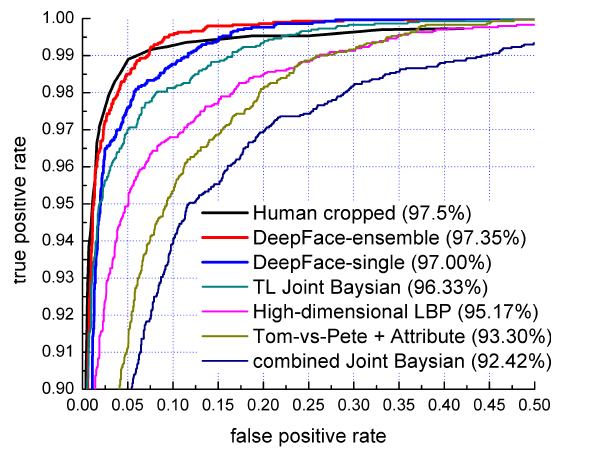 1.00
0.99
0.98
0.97
0.96
0.95
0.94
0.93
0.92
0.91
0.90
true positive rate
Human cropped (97.5%)
DeepFace-ensemble (97.35%)
DeepFace-single (97.00%)
TL Joint Baysian (96.33%)
High-dimensional LBP (95.17%)
Tom-vs-Pete + Attribute (93.30%)
combined Joint Baysian (92.42%)
0.00 0.05 0.10 0.15 0.20 0.25 0.30 0.35 0.40 0.45 0.50
false positive rate